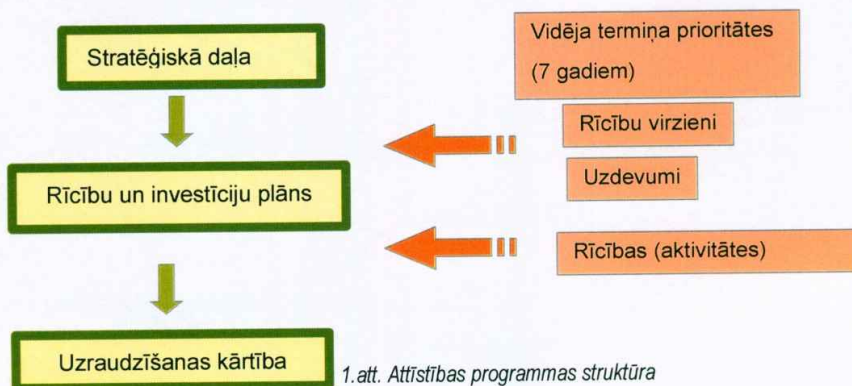 Stratēģiskā daļa
Rīcību un investīciju plāns
Uzraudzīšanas kārtība
Vidēja termiņa prioritātes
(7 gadiem)
Rīcību virzieni
Uzdevumi
Rīcības (aktivitātes)
1.att. Attīstības programmas struktūra